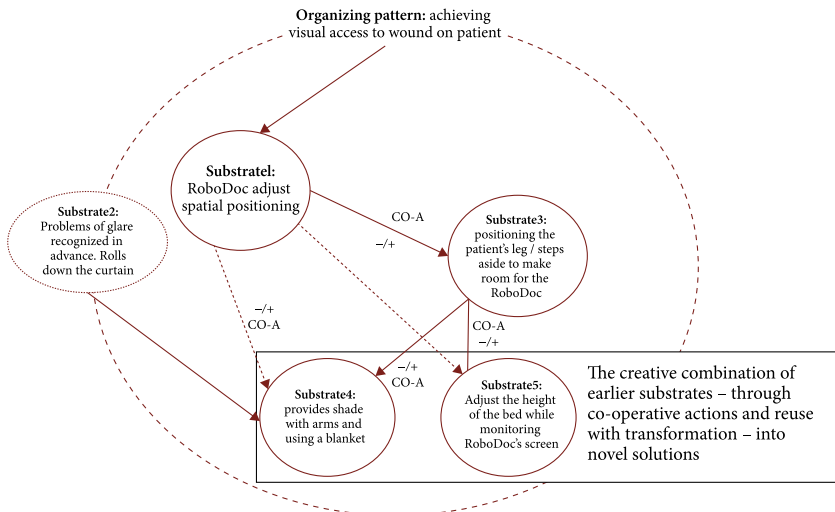 Organizing pattern: achieving
visual access to wound on patient
Substratel:
RoboDoc adjust
spatial positioning
Substrate2:
Problems of glare
recognized in
advance. Rolls
down the curtain
CO-A
–/+
Substrate3:
positioning the
patient's leg / steps
aside to make
room for the
RoboDoc
–/+
CO-A
CO-A
–/+
–/+
CO-A
Substrate4:
provides shade
with arms and
using a blanket
Substrate5:
Adjust the height
of the bed while
monitoring
RoboDoc's screen
The creative combination of
earlier substrates – through
co-operative actions and reuse
with transformation – into
novel solutions